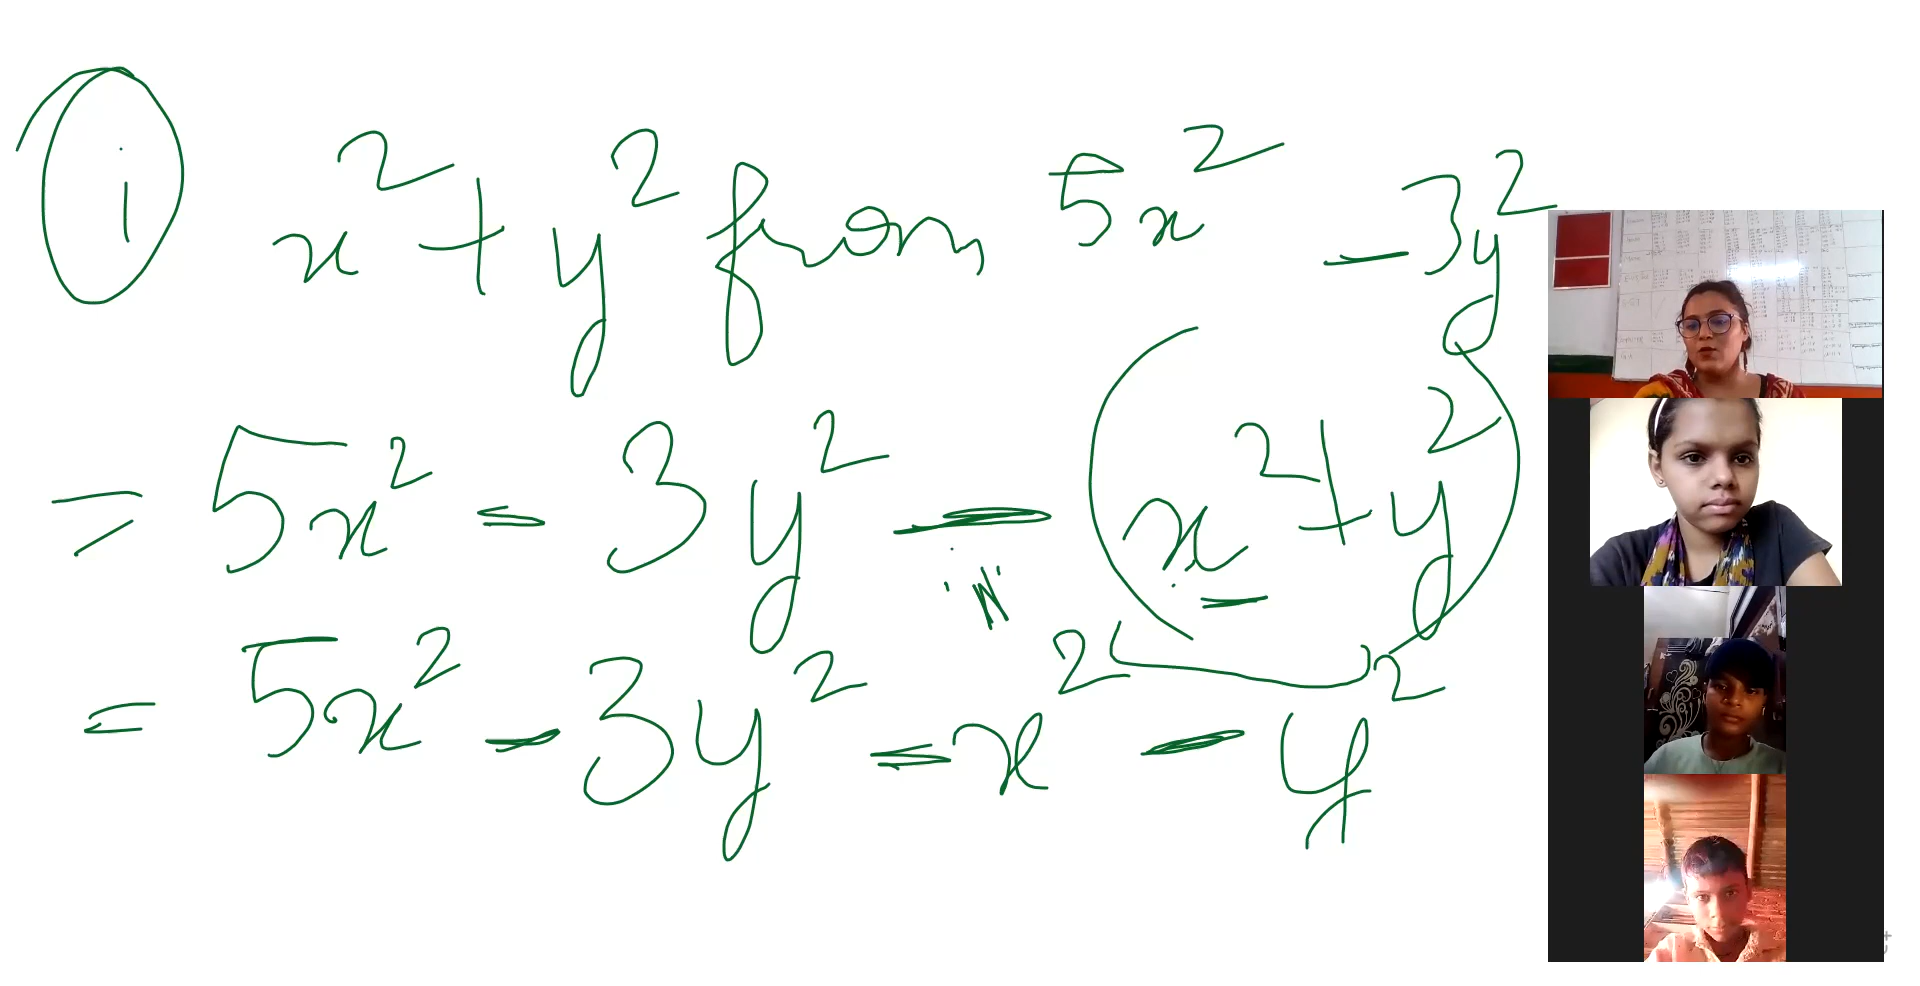 i x² + y² from 5x² - 3y²
= 5x² - 3y² - (x² + y²)
= 5x² - 3y² - x² - y²